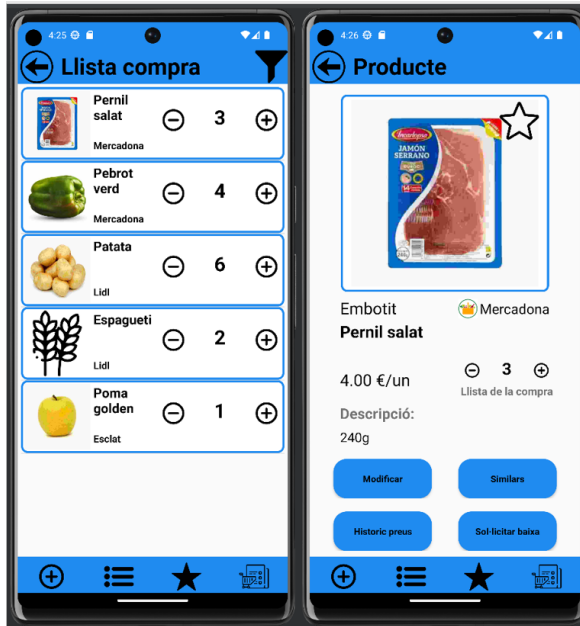 4:25
Llista compra
Pernil
salat
Mercadona
3
Pebrot
verd
Mercadona
4
Patata
Lidl
6
Espagueti
Lidl
2
Poma
golden
Esclat
1
4:26
Producte
JAMÓN
SERRANO
Embotit
Mercadona
Pernil salat
4.00 €/un
3
Llista de la compra
Descripció:
240g
Modificar
Similars
Historic preus
Sol·licitar baixa